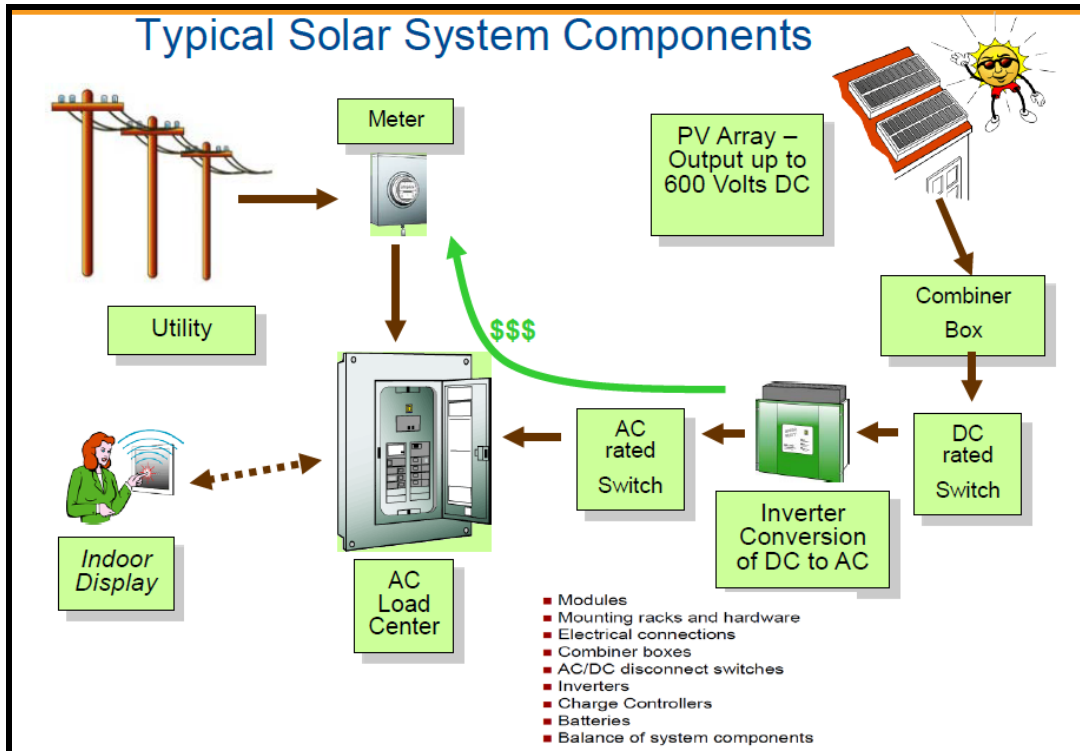 Typical Solar System Components
Meter
PV Array –
Output up to
600 Volts DC
Utility
Combiner
Box
$$$
AC
rated
Switch
DC
rated
Switch
Inverter
Conversion
of DC to AC
Indoor
Display
AC
Load
Center
Modules
Mounting racks and hardware
Electrical connections
Combiner boxes
AC/DC disconnect switches
Inverters
Charge Controllers
Batteries
Balance of system components